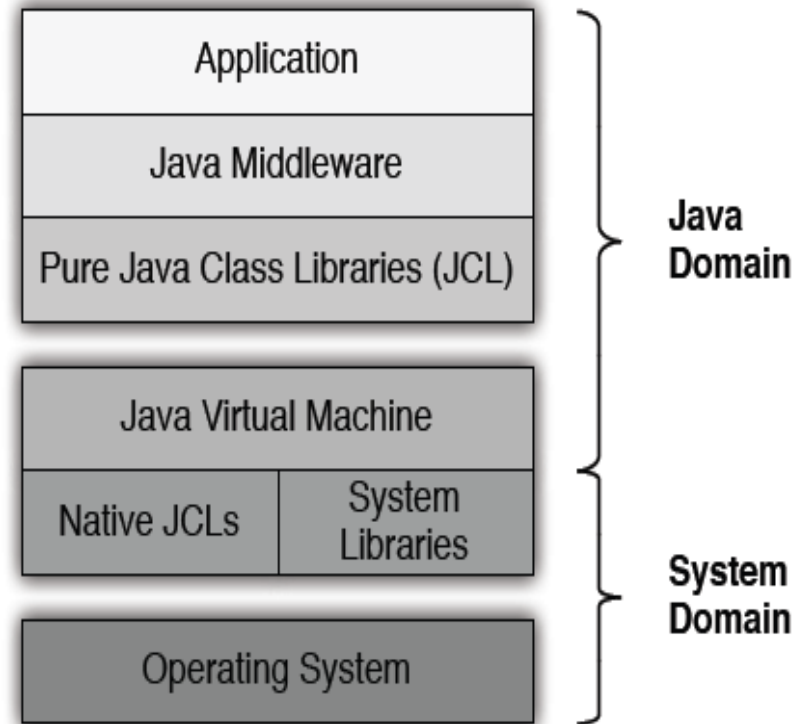 Application
Java Middleware
Pure Java Class Libraries (JCL)
Java Virtual Machine
Native JCLs
System
Libraries
Operating System
Java
Domain
System
Domain